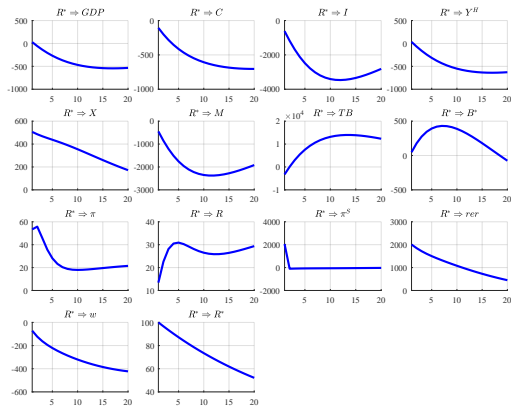 R* ⇒ GDP R* ⇒ C R* ⇒ I R* ⇒ Y^H
500 0 -500 -1000 5 10 15 20
0 -500 -1000 5 10 15 20
0 -2000 -4000 5 10 15 20
500 0 -500 -1000 5 10 15 20
R* ⇒ X R* ⇒ M ×10^4 R* ⇒ TB R* ⇒ B*
600 400 200 0 5 10 15 20
0 -1000 -2000 -3000 5 10 15 20
2 1 0 -1 5 10 15 20
500 0 -500 5 10 15 20
R* ⇒ π R* ⇒ R R* ⇒ π^S R* ⇒ rer
60 40 20 0 5 10 15 20
40 30 20 10 5 10 15 20
4000 2000 0 -2000 5 10 15 20
3000 2000 1000 0 5 10 15 20
R* ⇒ w R* ⇒ R*
0 -200 -400 -600 5 10 15 20
100 80 60 40 5 10 15 20